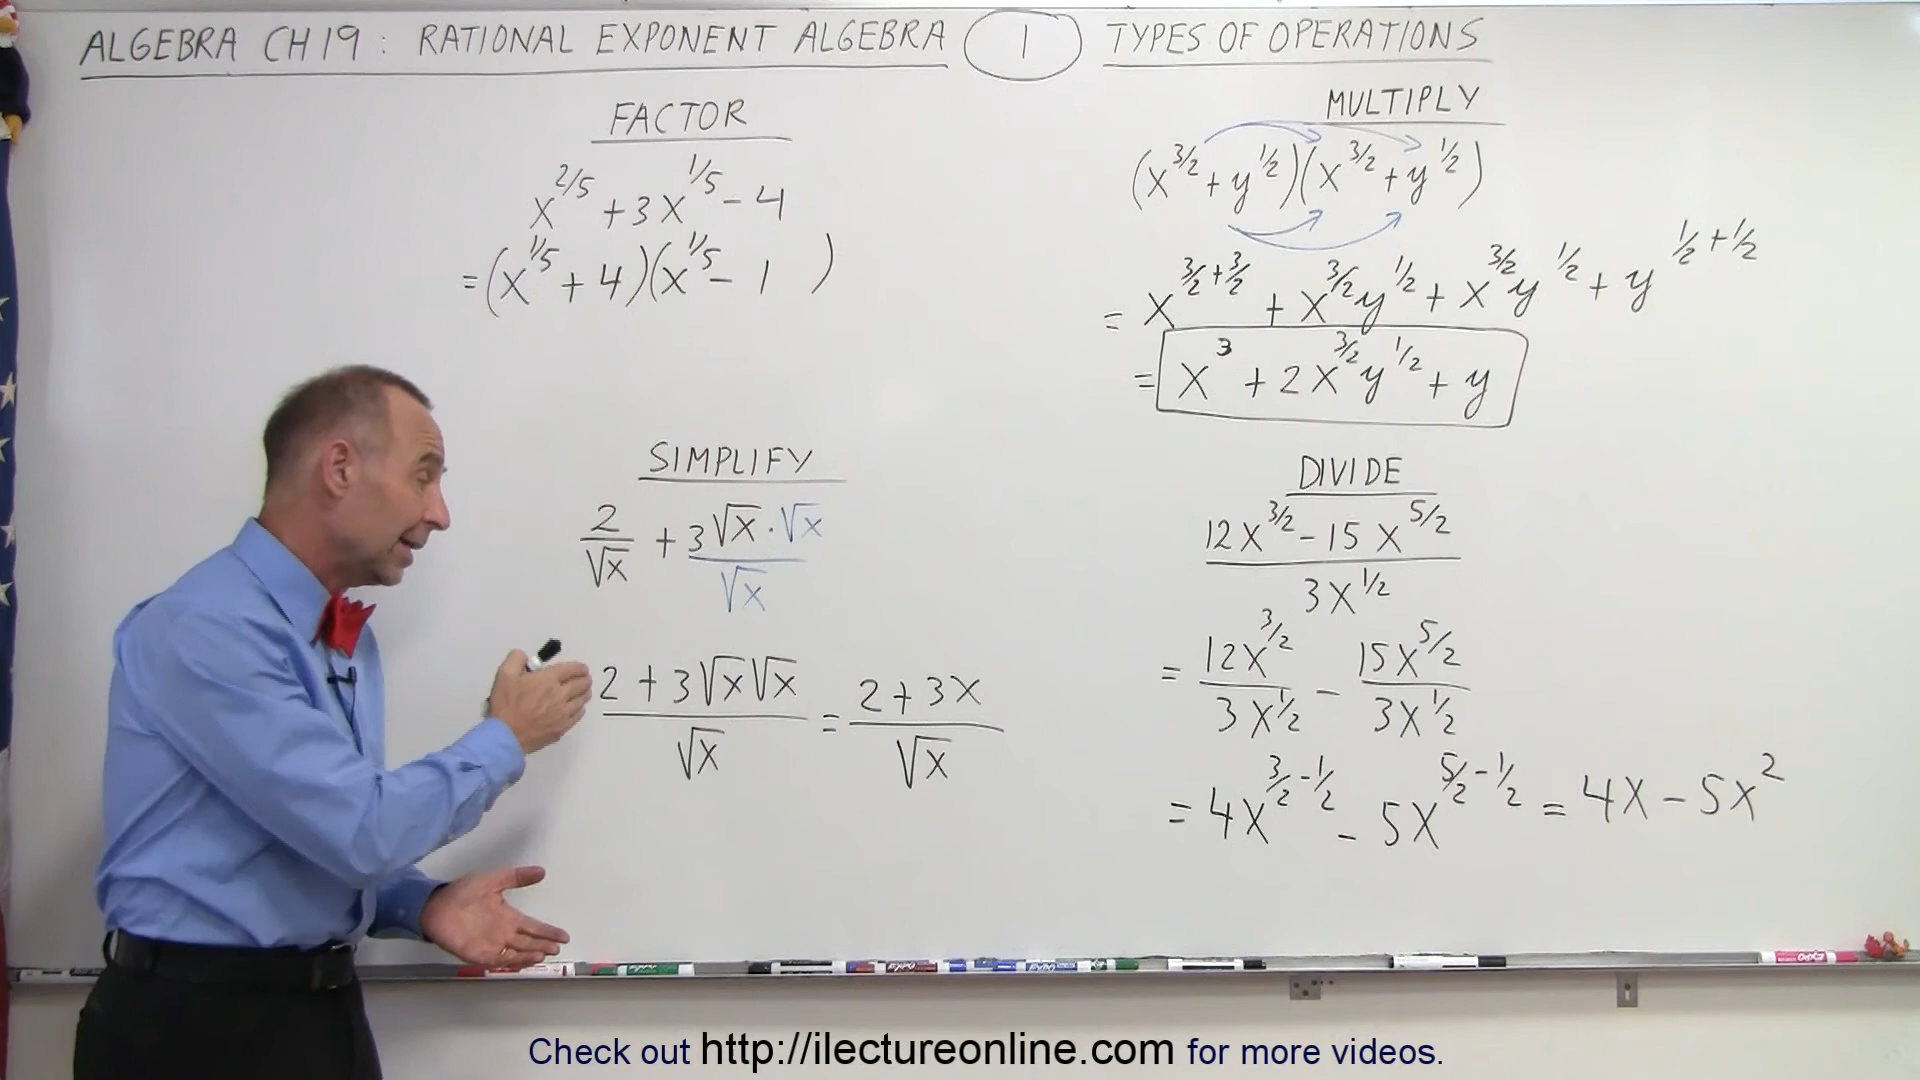 ALGEBRA CH 19 : RATIONAL EXPONENT ALGEBRA 1 TYPES OF OPERATIONS
FACTOR
x^{2/5} + 3x^{1/5} - 4
= (x^{1/5} + 4)(x^{1/5} - 1 )
MULTIPLY
(x^{3/2} + y^{1/2})(x^{3/2} + y^{1/2})
= x^{3/2 + 3/2} + x^{3/2}y^{1/2} + x^{3/2}y^{1/2} + y^{1/2 + 1/2}
= x^3 + 2x^{3/2}y^{1/2} + y
SIMPLIFY
2/√x + 3√x · √x/√x
2 + 3√x√x/√x = 2 + 3x/√x
DIVIDE
12x^{3/2} - 15x^{5/2}
3x^{1/2}
= 12x^{3/2}/3x^{1/2} - 15x^{5/2}/3x^{1/2}
= 4x^{3/2 - 1/2} - 5x^{5/2 - 1/2} = 4x - 5x^2
Check out http://ilectureonline.com for more videos.